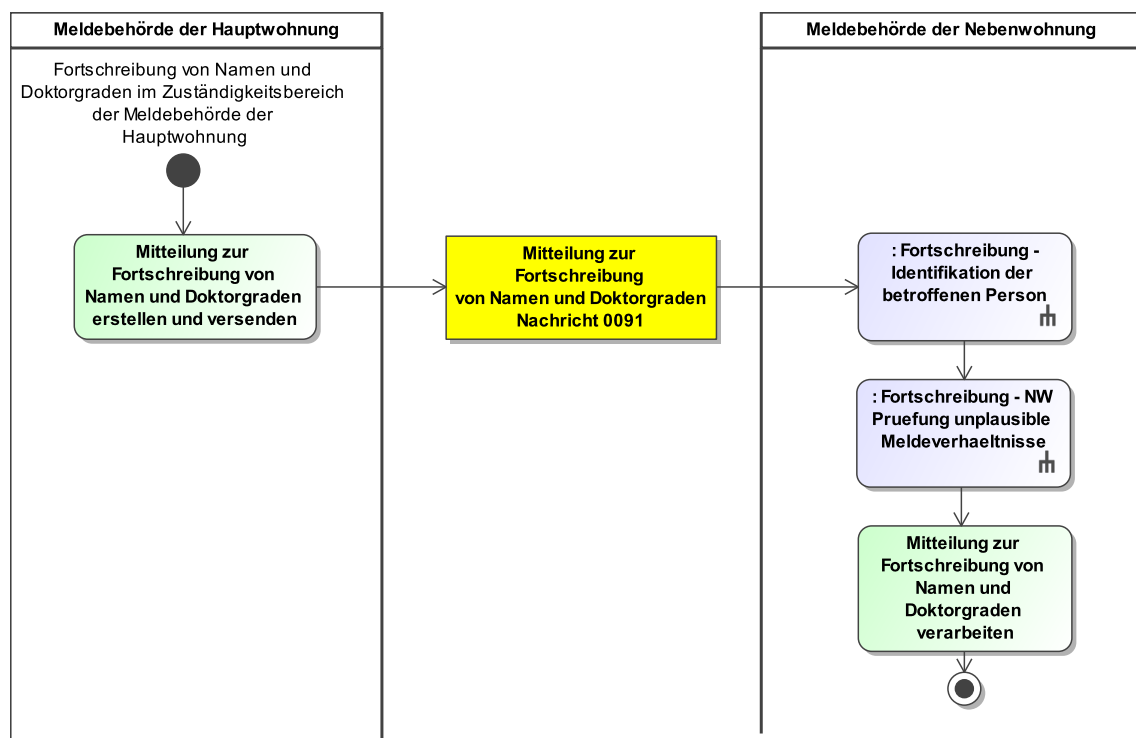 Meldebehörde der Hauptwohnung
Meldebehörde der Nebenwohnung
Fortschreibung von Namen und
Doktorgraden im Zuständigkeitsbereich
der Meldebehörde der
Hauptwohnung
Mitteilung zur
Fortschreibung von
Namen und Doktorgraden
erstellen und versenden
Mitteilung zur
Fortschreibung
von Namen und Doktorgraden
Nachricht 0091
: Fortschreibung -
Identifikation der
betroffenen Person
: Fortschreibung - NW
Pruefung unplausible
Meldeverhaeltnisse
Mitteilung zur
Fortschreibung von
Namen und
Doktorgraden
verarbeiten